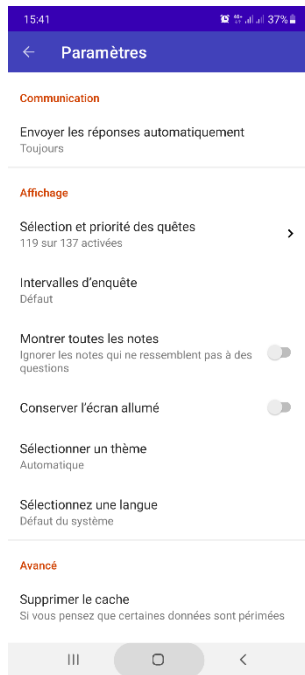 15:41
37%
Paramètres
Communication
Envoyer les réponses automatiquement
Toujours
Affichage
Sélection et priorité des quêtes
119 sur 137 activées
Intervalles d'enquête
Défaut
Montrer toutes les notes
Ignorer les notes qui ne ressemblent pas à des
questions
Conserver l'écran allumé
Sélectionner un thème
Automatique
Sélectionnez une langue
Défaut du système
Avancé
Supprimer le cache
Si vous pensez que certaines données sont périmées